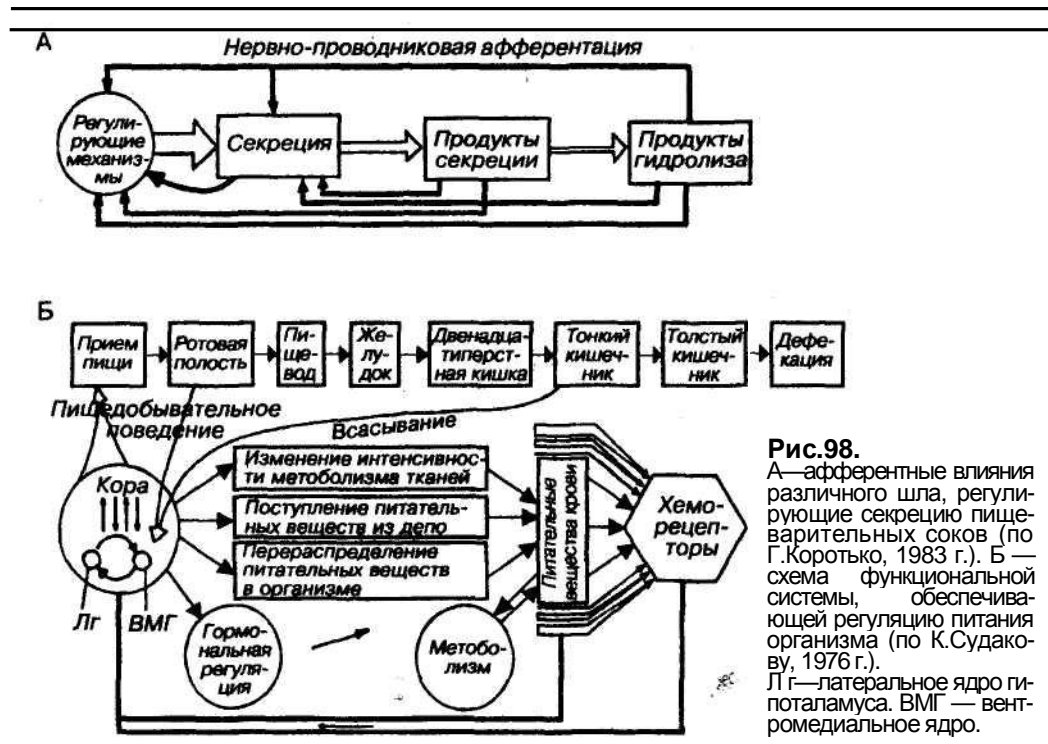 А
Нервно-проводниковая афферентация
Регули-
рующие
механиз-
мы
Секреция
Продукты
секреции
Продукты
гидролиза
Б
Прием
пищи
Ротовая
полость
Пи-
ще-
вод
Же-
лу-
док
Двенадца-
типерст-
ная кишка
Тонкий
кишеч-
ник
Толстый
кишеч-
ник
Дефе-
кация
Пищедобывательное
поведение
Всасывание
Кора
Лг
ВМГ
Изменение интенсивнос-
ти метоболизма тканей
Поступление питатель-
ных веществ из депо
Перераспределение
питательных веществ
в организме
Гормо-
нальная
регуля-
ция
Метобо-
лизм
Питательные
вещества крови
Хемо-
рецеп-
торы
Рис.98.
А—афферентные влияния
различного шла, регули-
рующие секрецию пище-
варительных соков (по
Г.Коротько, 1983 г.). Б —
схема функциональной
системы, обеспечива-
ющей регуляцию питания
организма (по К.Судако-
ву, 1976 г.).
Л г—латеральное ядро ги-
поталамуса. ВМГ — вент-
ромедиальное ядро.